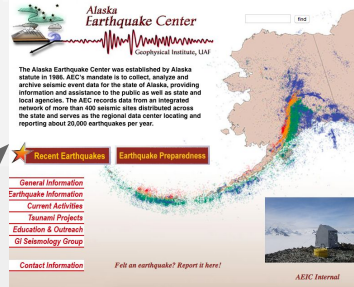 Alaska
Earthquake Center
Geophysical Institute, UAF
find
The Alaska Earthquake Center was established by Alaska
statute in 1986. AEC's mandate is to collect, analyze and
archive seismic event data for the state of Alaska, providing
information and assistance to the public as well as state and
local agencies. The AEC records data from an integrated
network of more than 400 seismic sites distributed across
the state and serves as the regional data center locating and
reporting about 20,000 earthquakes per year.
Recent Earthquakes
Earthquake Preparedness
General Information
Earthquake Information
Current Activities
Tsunami Projects
Education & Outreach
GI Seismology Group
Contact Information
Felt an earthquake? Report it here!
AEIC Internal